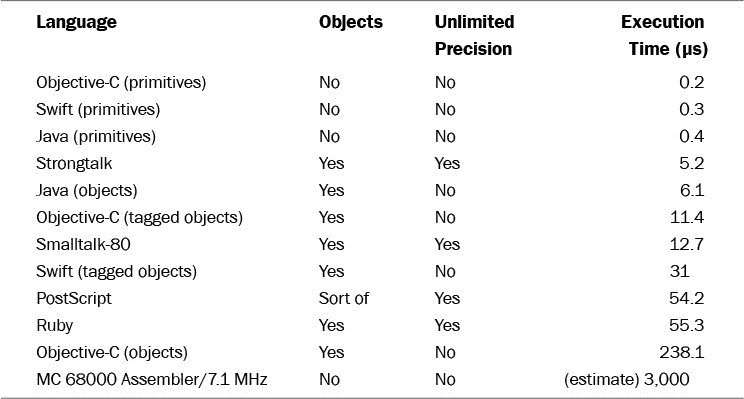 Language Objects Unlimited Precision Execution Time (µs)
Objective-C (primitives) No No 0.2
Swift (primitives) No No 0.3
Java (primitives) No No 0.4
Strongtalk Yes Yes 5.2
Java (objects) Yes No 6.1
Objective-C (tagged objects) Yes No 11.4
Smalltalk-80 Yes Yes 12.7
Swift (tagged objects) Yes No 31
PostScript Sort of Yes 54.2
Ruby Yes Yes 55.3
Objective-C (objects) Yes No 238.1
MC 68000 Assembler/7.1 MHz No No (estimate) 3,000